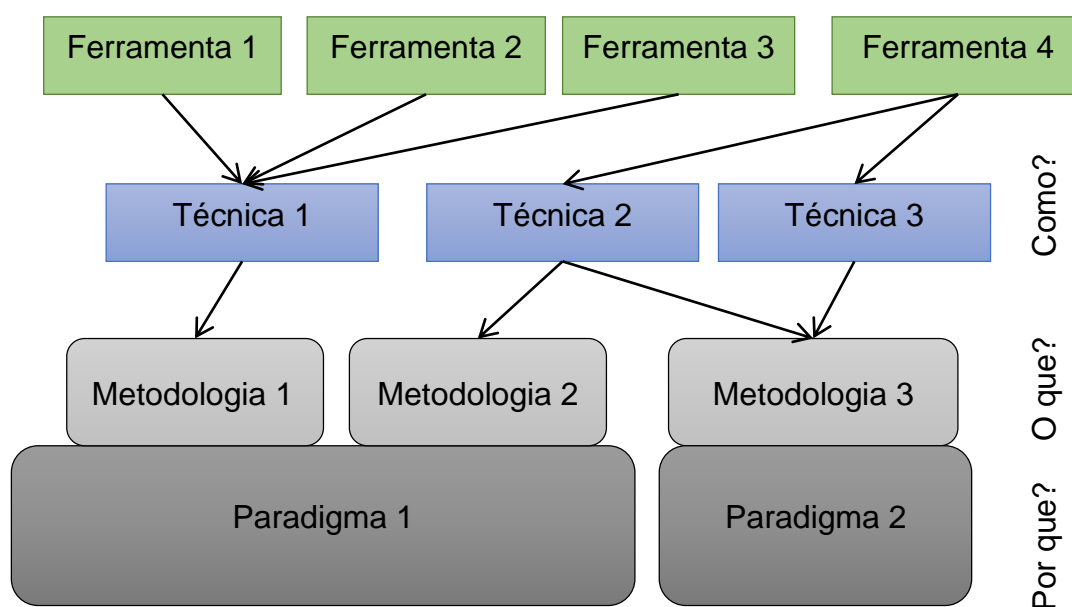 Ferramenta 1
Ferramenta 2
Ferramenta 3
Ferramenta 4
Técnica 1
Técnica 2
Técnica 3
Como?
Metodologia 1
Metodologia 2
Metodologia 3
O que?
Paradigma 1
Paradigma 2
Por que?